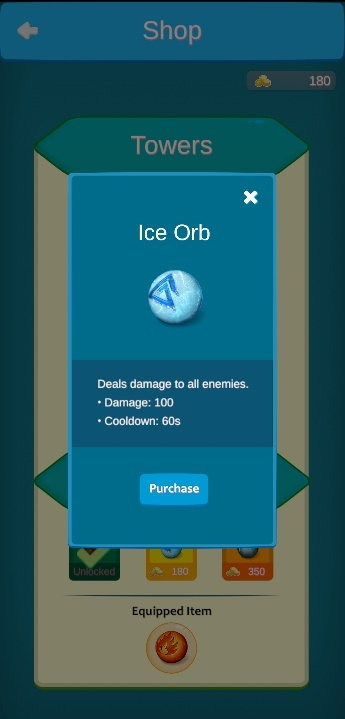 Shop
180
Towers
Ice Orb
Deals damage to all enemies.
• Damage: 100
• Cooldown: 60s
Purchase
Unlocked
180
350
Equipped Item